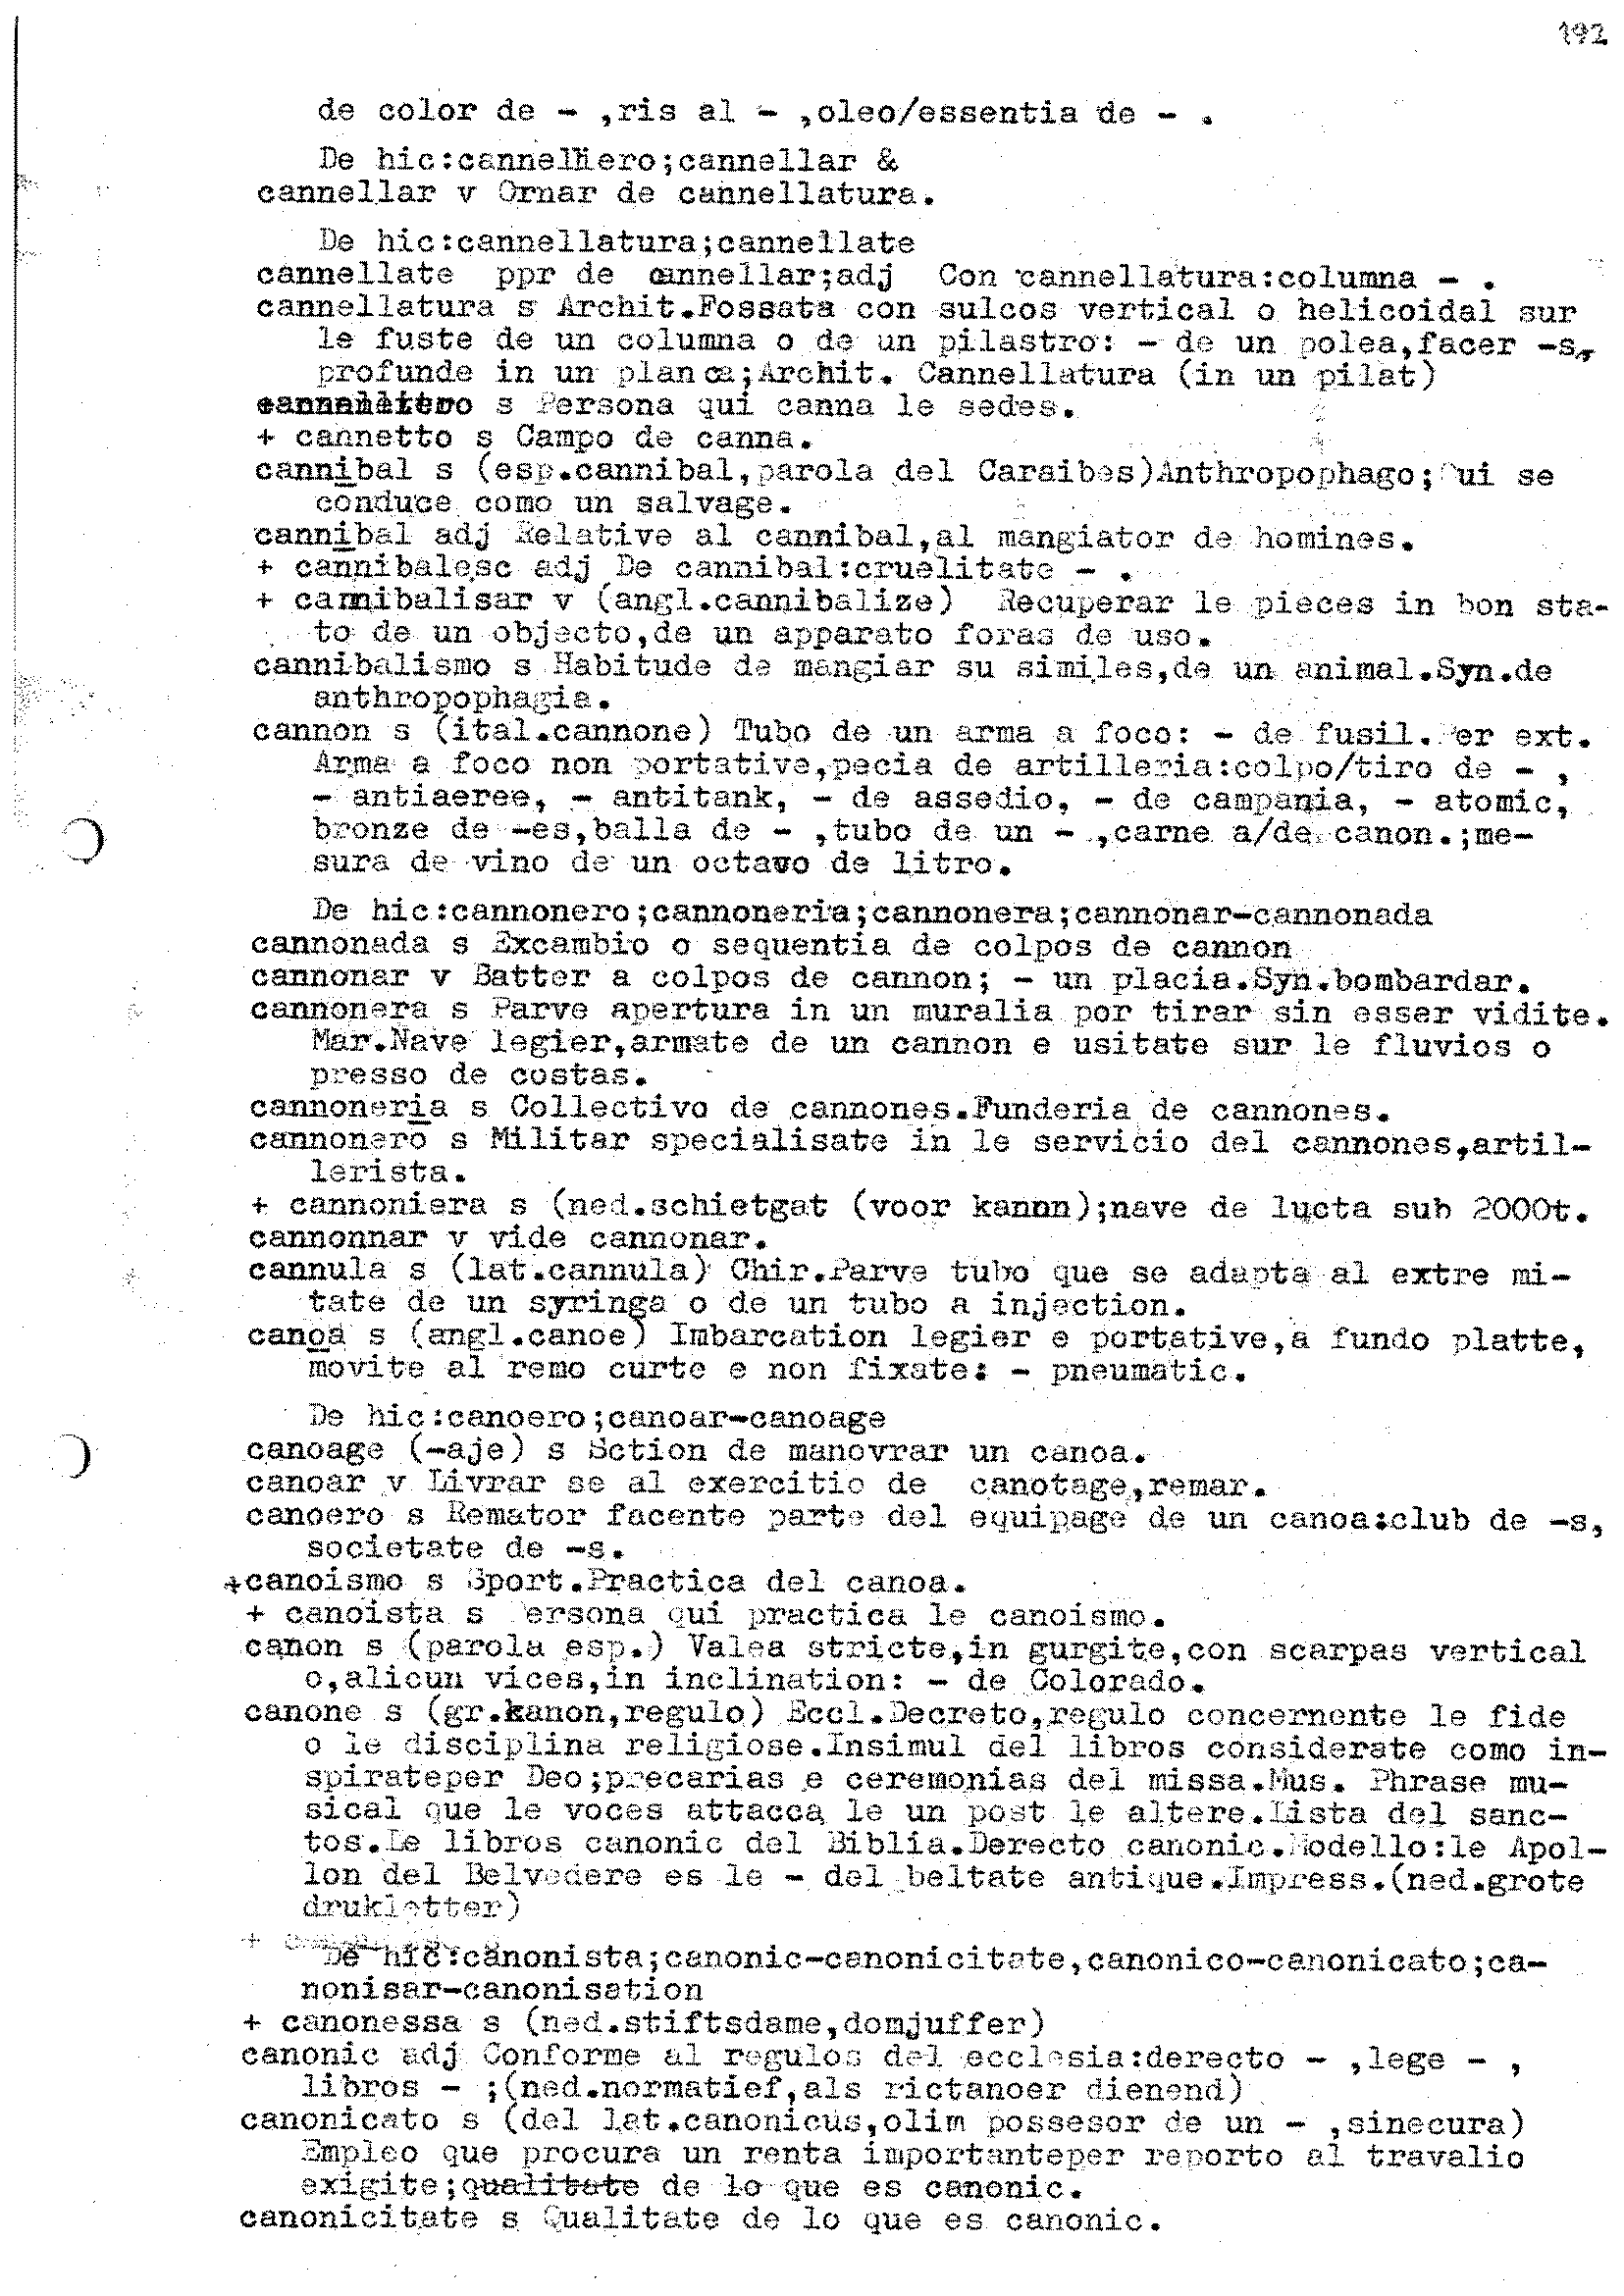 192
de color de - ,ris al - ,oleo/essentia de - .
De hic:cannelliero;cannellar &
cannellar v Ornar de cannellatura.
De hic:cannellatura;cannellate
cannellate ppr de cannellar;adj Con cannellatura:columna - .
cannellatura s Archit.Fossata con sulcos vertical o helicoidal sur
le fuste de un columna o de un pilastro: - de un polea,facer -s,
profunde in un planca;Archit. Cannellatura (in un pilat)
s Persona qui canna le sedes.
+ cannetto s Campo de canna.
cannibal s (esp.cannibal,parola del Caraibes)Anthropophago;Qui se
conduce como un salvage.
cannibal adj Relative al cannibal,al mangiator de homines.
+ cannibalesc adj De cannibal:cruelitate - .
+ cannibalisar v (angl.cannibalize) Recuperar le pieces in bon sta-
to de un objecto,de un apparato foras de uso.
cannibalismo s Habitude de mangiar su similes,de un animal.Syn.de
anthropophagia.
cannon s (ital.cannone) Tubo de un arma a foco: - de fusil. Per ext.
Arma a foco non portative,pecia de artilleria:colpo/tiro de - ,
- antiaeree, - antitank, - de assedio, - de campania, - atomic,
bronze de -es,balla de - ,tubo de un - ,carne a/de canon.;me-
sura de vino de un octavo de litro.
De hic:cannonero;cannoneria;cannonera;cannonar-cannonada
cannonada s Excambio o sequentia de colpos de cannon
cannonar v Batter a colpos de cannon; - un placia.Syn.bombardar.
cannonera s Parve apertura in un muralia por tirar sin esser vidite.
Mar.Nave legier,armate de un cannon e usitate sur le fluvios o
presso de costas.
cannoneria s Collectivo de cannones.Funderia de cannones.
cannonero s Militar specialisate in le servicio del cannones,artil-
lerista.
+ cannoniera s (ned.schietgat (voor kannn);nave de lucta sub 2000t.
cannonnar v vide cannonar.
cannula s (lat.cannula) Chir.Parve tubo que se adapta al extre mi-
tate de un syringa o de un tubo a injection.
canoa s (angl.canoe) Imbarcation legier e portative,a fundo platte,
movite al remo curte e non fixate: - pneumatic.
De hic:canoero;canoar-canoage
canoage (-aje) s Sction de manovrar un canoa.
canoar v Livrar se al exercitio de canotage,remar.
canoero s Remator facente parte del equipage de un canoa:club de -s,
societate de -s.
+canoismo s Sport.Practica del canoa.
+ canoista s Persona qui practica le canoismo.
canon s (parola esp.) Valea stricte,in gurgite,con scarpas vertical
o,alicun vices,in inclination: - de Colorado.
canone s (gr.kanon,regulo) Eccl.Decreto,regulo concernente le fide
o le disciplina religiose.Insimul del libros considerate como in-
spirateper Deo;precarias e ceremonias del missa.Mus. Phrase mu-
sical que le voces attacca le un post le altere.Lista del sanc-
tos.Le libros canonic del Biblia.Derecto canonic.Modello:le Apol-
lon del Belvedere es le - del beltate antique.Impress.(ned.grote
drukletter)
+
De hic:canonista;canonic-canonicitate,canonico-canonicato;ca-
nonisar-canonisation
+ canonessa s (ned.stiftsdame,domjuffer)
canonic adj Conforme al regulos del ecclesia:derecto - ,lege - ,
libros - ;(ned.normatief,als rictanoer dienend)
canonicato s (del lat.canonicus,olim possesor de un - ,sinecura)
Empleo que procura un renta importanteper reporto al travalio
exigite;qualitate de lo que es canonic.
canonicitate s Qualitate de lo que es canonic.